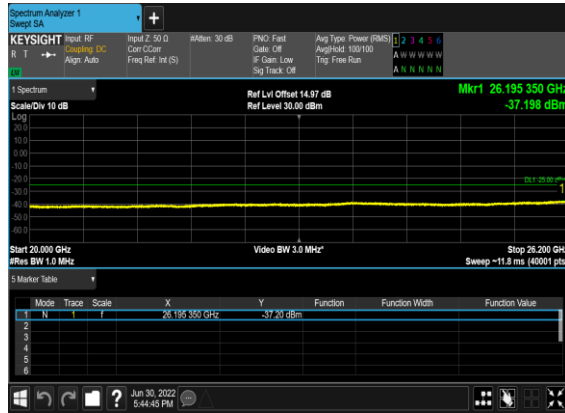 Spectrum Analyzer 1
Swept SA
+
KEYSIGHT Input: RF Input Z: 50 Ω #Atten: 30 dB PNO: Fast Avg Type: Power (RMS) 1 2 3 4 5 6
R T Coupling: DC Corr CCorr Gate: Off Avg|Hold: 100/100 A W W W W W
Align: Auto Freq Ref: Int (S) IF Gain: Low Trig: Free Run
Sig Track: Off A N N N N N
1 Spectrum
Ref Lvl Offset 14.97 dB Mkr1 26.195 350 GHz
Scale/Div 10 dB Ref Level 30.00 dBm -37.198 dBm
Log
20.0
10.0
0.00
-10.0
-20.0
DL1 -25.00
-30.0
1
-40.0
-50.0
-60.0
Start 20.000 GHz Video BW 3.0 MHz* Stop 26.200 GHz
#Res BW 1.0 MHz Sweep ~11.8 ms (40001 pts
5 Marker Table
Mode Trace Scale X Y Function Function Width Function Value
1 N 1 f 26.195 350 GHz -37.20 dBm
2
3
4
5
6
? Jun 30, 2022
5:44:45 PM